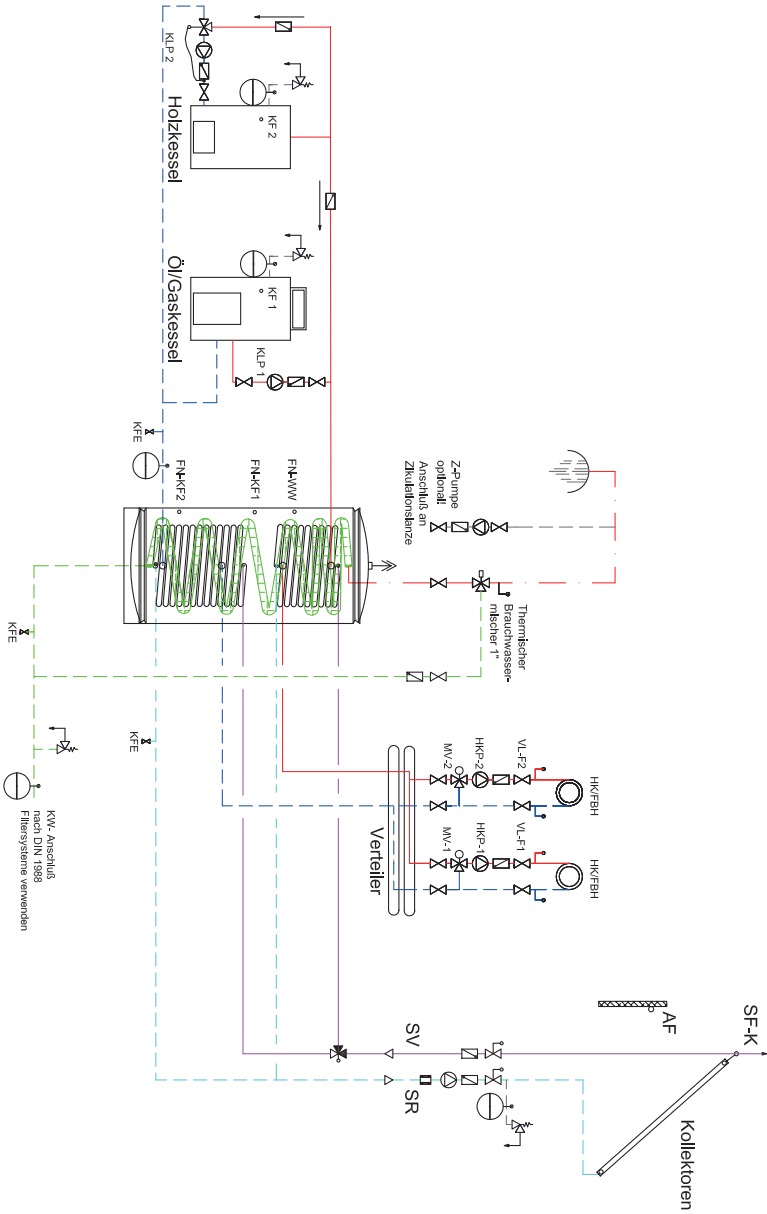 KLP 2
Holzkessel
KF 2
Öl/Gaskessel
KF 1
KLP 1
KFE
FN-KF2
FN-KF1
FN-WW
Z-Pumpe
optional!
Anschluß an
Zikulationslanze
Thermischer
Brauchwasser-
mischer 1"
KFE
KFE
KW- Anschluß
nach DIN 1988
Filtersysteme verwenden
Verteiler
MV-2
HKP-2
VL-F2
HK/FBH
MV-1
HKP-1
VL-F1
HK/FBH
AF
SF-K
SV
SR
Kollektoren